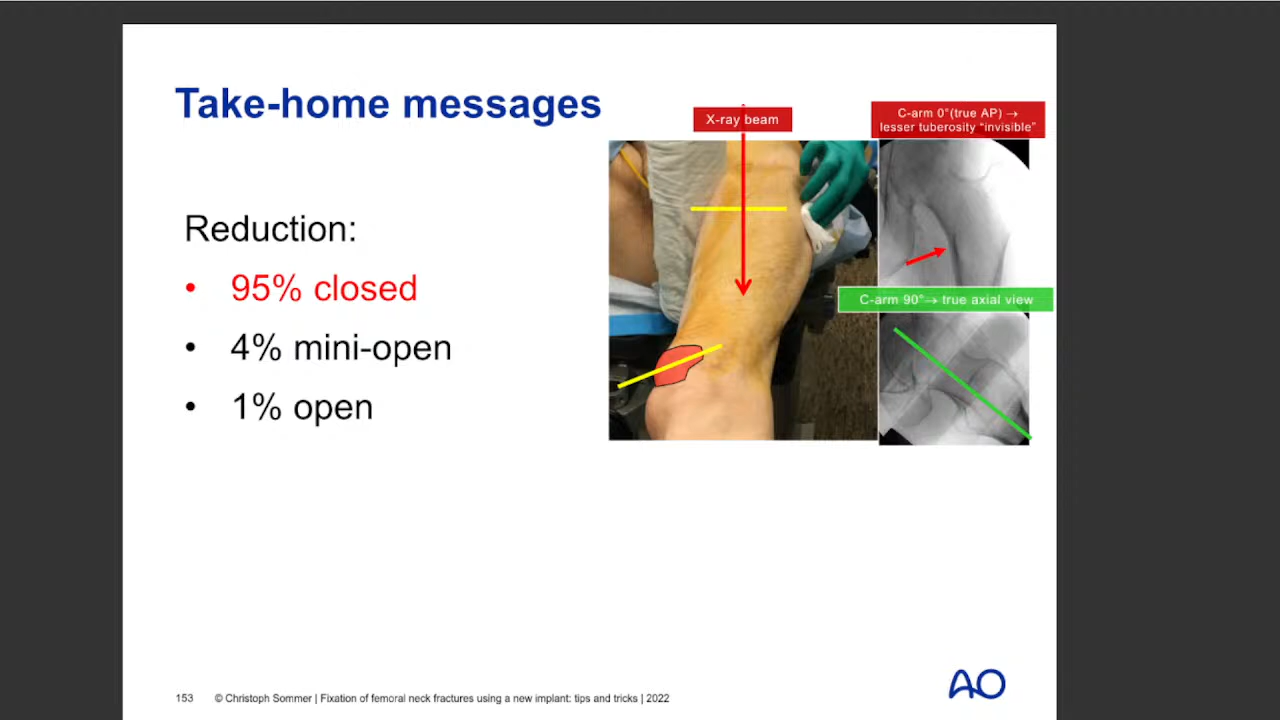 Take-home messages
X-ray beam
C-arm 0°(true AP) →
lesser tuberosity “invisible”
Reduction:
• 95% closed
• 4% mini-open
• 1% open
C-arm 90°→ true axial view
153 © Christoph Sommer | Fixation of femoral neck fractures using a new implant: tips and tricks | 2022
AO